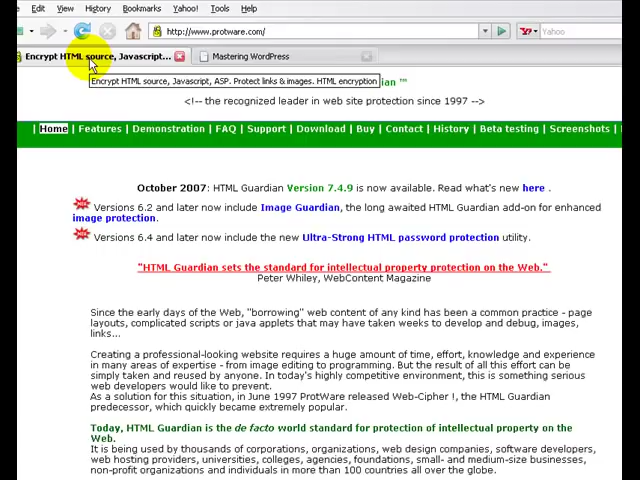 Edit View History Bookmarks Tools Help
http://www.protware.com/ Yahoo
Encrypt HTML source, Javascript... Mastering WordPress
Encrypt HTML source, Javascript, ASP. Protect links & images. HTML encryption ian ™
<!-- the recognized leader in web site protection since 1997 -->
| Home | Features | Demonstration | FAQ | Support | Download | Buy | Contact | History | Beta testing | Screenshots |
October 2007: HTML Guardian Version 7.4.9 is now available. Read what's new here .
Versions 6.2 and later now include Image Guardian, the long awaited HTML Guardian add-on for enhanced
image protection.
Versions 6.4 and later now include the new Ultra-Strong HTML password protection utility.
"HTML Guardian sets the standard for intellectual property protection on the Web."
Peter Whiley, WebContent Magazine
Since the early days of the Web, "borrowing" web content of any kind has been a common practice - page
layouts, complicated scripts or java applets that may have taken weeks to develop and debug, images,
links...
Creating a professional-looking website requires a huge amount of time, effort, knowledge and experience
in many areas of expertise - from image editing to programming. But the result of all this effort can be
simply taken and reused by anyone. In today's highly competitive environment, this is something serious
web developers would like to prevent.
As a solution for this situation, in June 1997 ProtWare released Web-Cipher !, the HTML Guardian
predecessor, which quickly became extremely popular.
Today, HTML Guardian is the de facto world standard for protection of intellectual property on the
Web.
It is being used by thousands of corporations, organizations, web design companies, software developers,
web hosting providers, universities, colleges, agencies, foundations, small- and medium-size businesses,
non-profit organizations and individuals in more than 100 countries all over the globe.